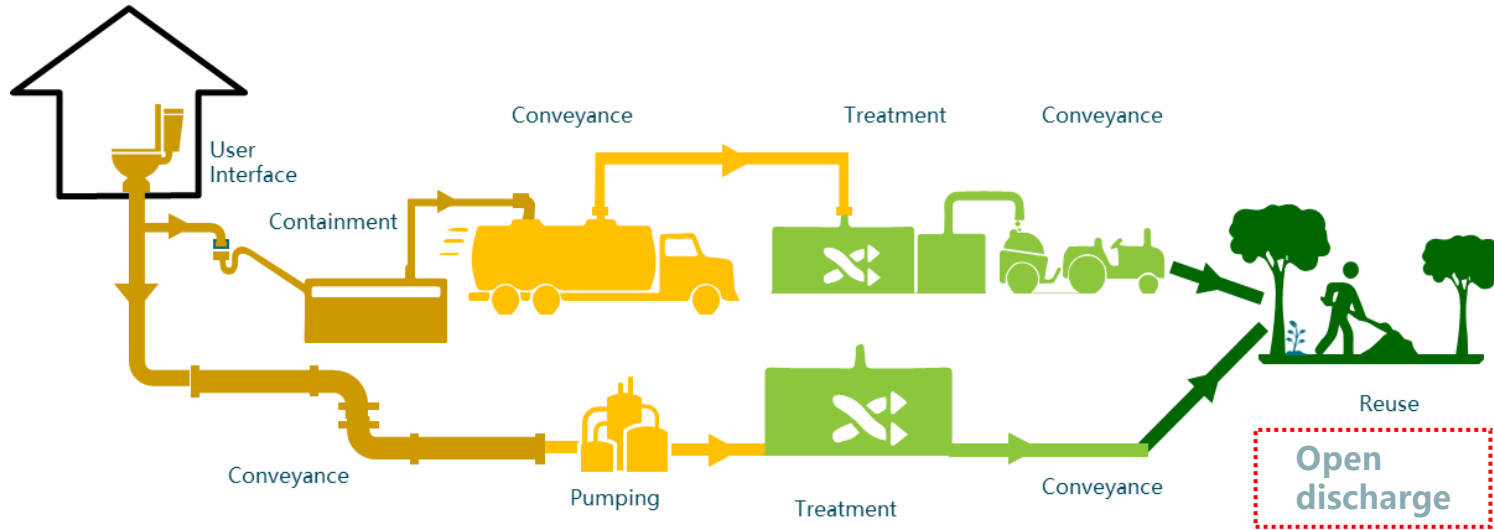 Conveyance
Treatment
Conveyance
User
Interface
Containment
Reuse
Conveyance
Pumping
Treatment
Conveyance
Open
discharge